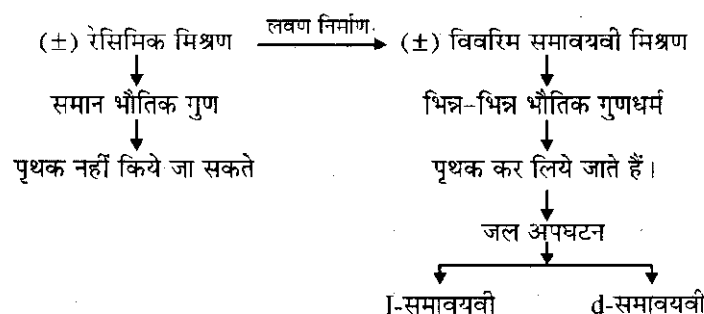 लवण निर्माण.
(±) रेसिमिक मिश्रण (±) विवरिम समावयवी मिश्रण
समान भौतिक गुण भिन्न-भिन्न भौतिक गुणधर्म
पृथक नहीं किये जा सकते पृथक कर लिये जाते हैं।
जल अपघटन
l-समावयवी d-समावयवी